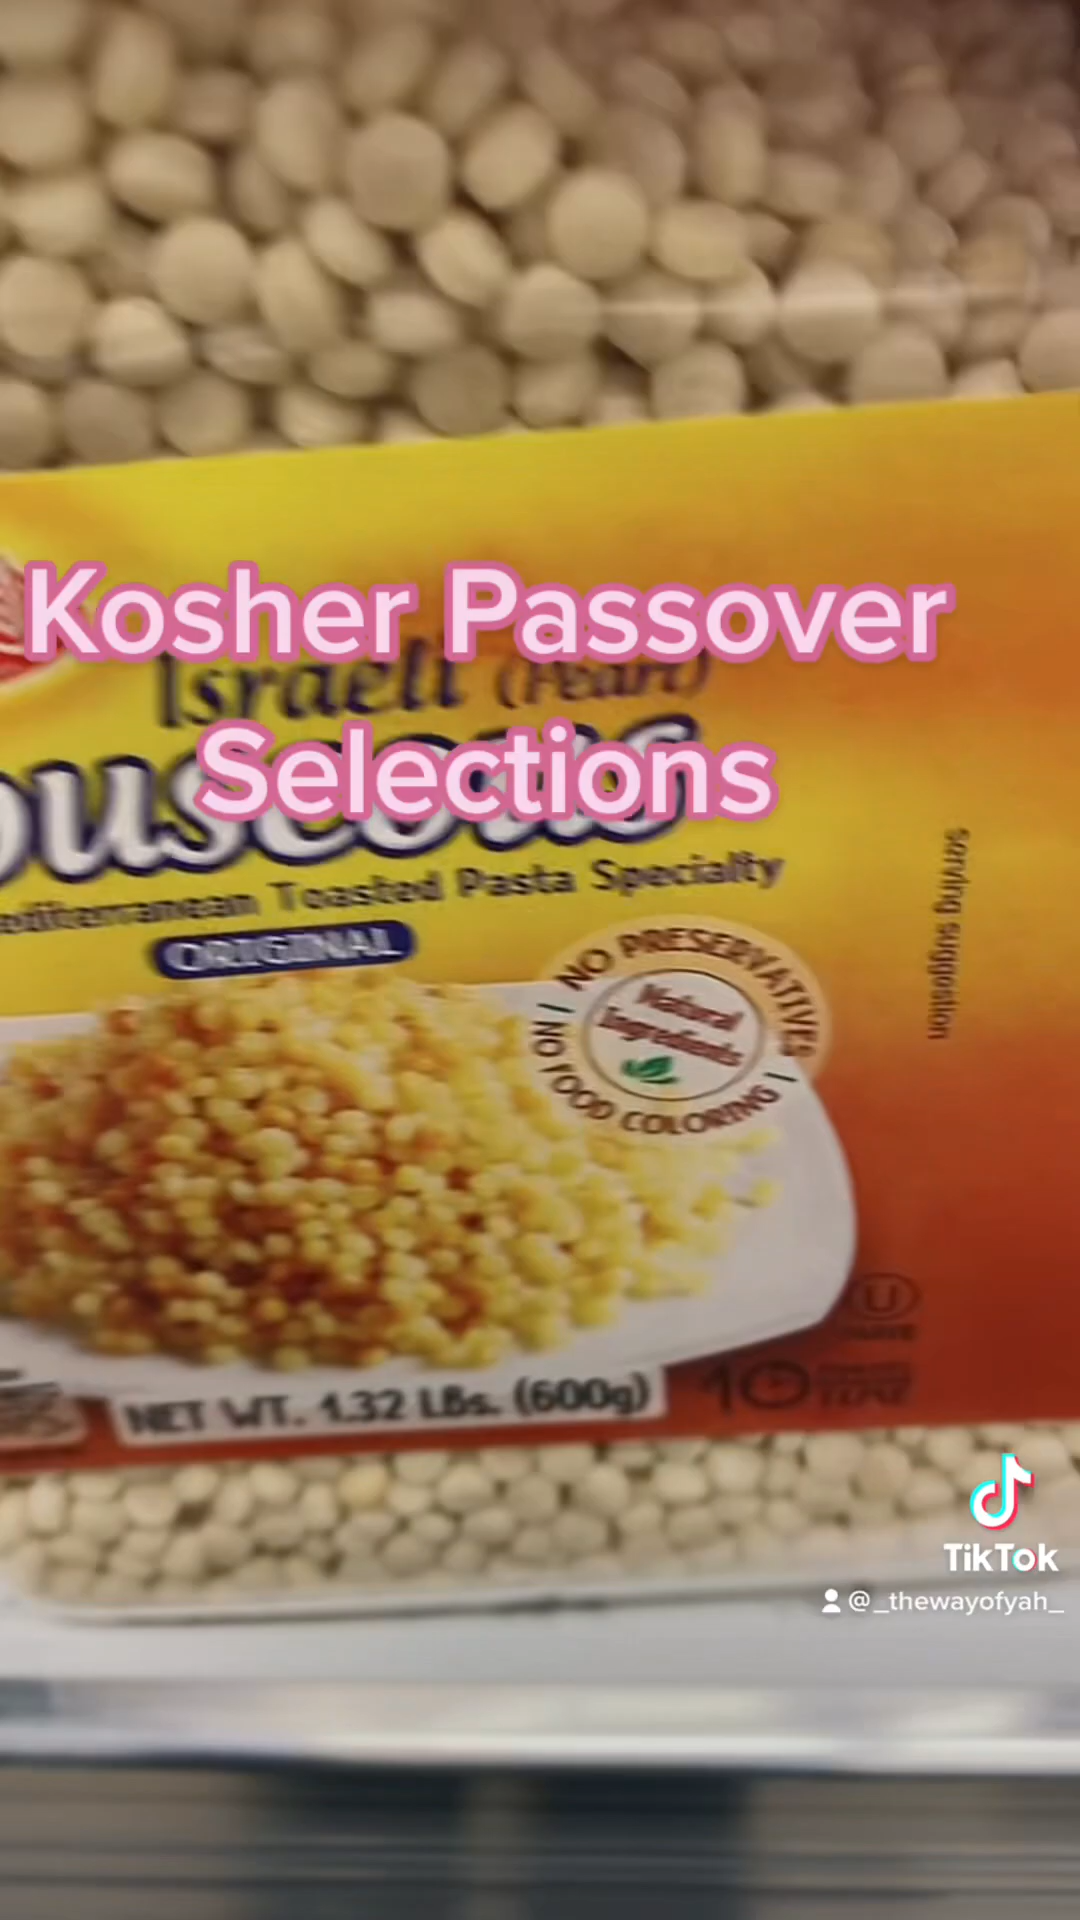 Kosher Passover
Israeli (Pearl)
Selections
Toasted Pasta Specialty
ORIGINAL
NO PRESERVATIVES
NO FOOD COLORING
Natural
Ingredients
serving suggestion
U
NET WT. 1.32 LBs. (600g)
10
TikTok
@_thewayofyah_